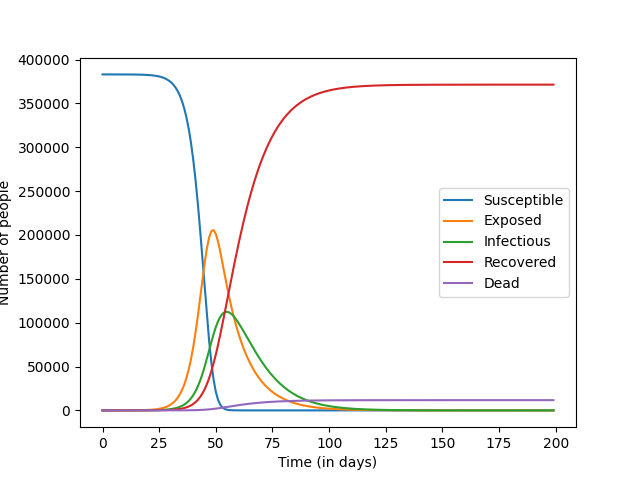 400000
350000
300000
250000
200000
150000
100000
50000
0
Number of people
0 25 50 75 100 125 150 175 200
Time (in days)
Susceptible
Exposed
Infectious
Recovered
Dead